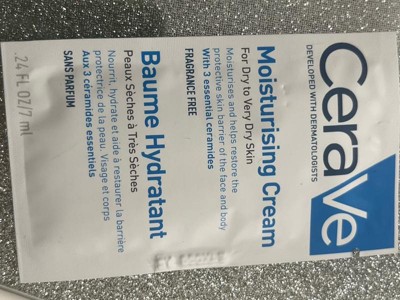 CeraVe
DEVELOPED WITH DERMATOLOGISTS
Moisturising Cream
For Dry to Very Dry Skin
Moisturises and helps restore the
protective skin barrier of the face and body
With 3 essential ceramides
FRAGRANCE FREE
Baume Hydratant
Peaux Sèches à Très Sèches
Nourrit, hydrate et aide à restaurer la barrière
protectrice de la peau. Visage et corps
Aux 3 céramides essentiels
SANS PARFUM
.24 FL OZ/7 ml